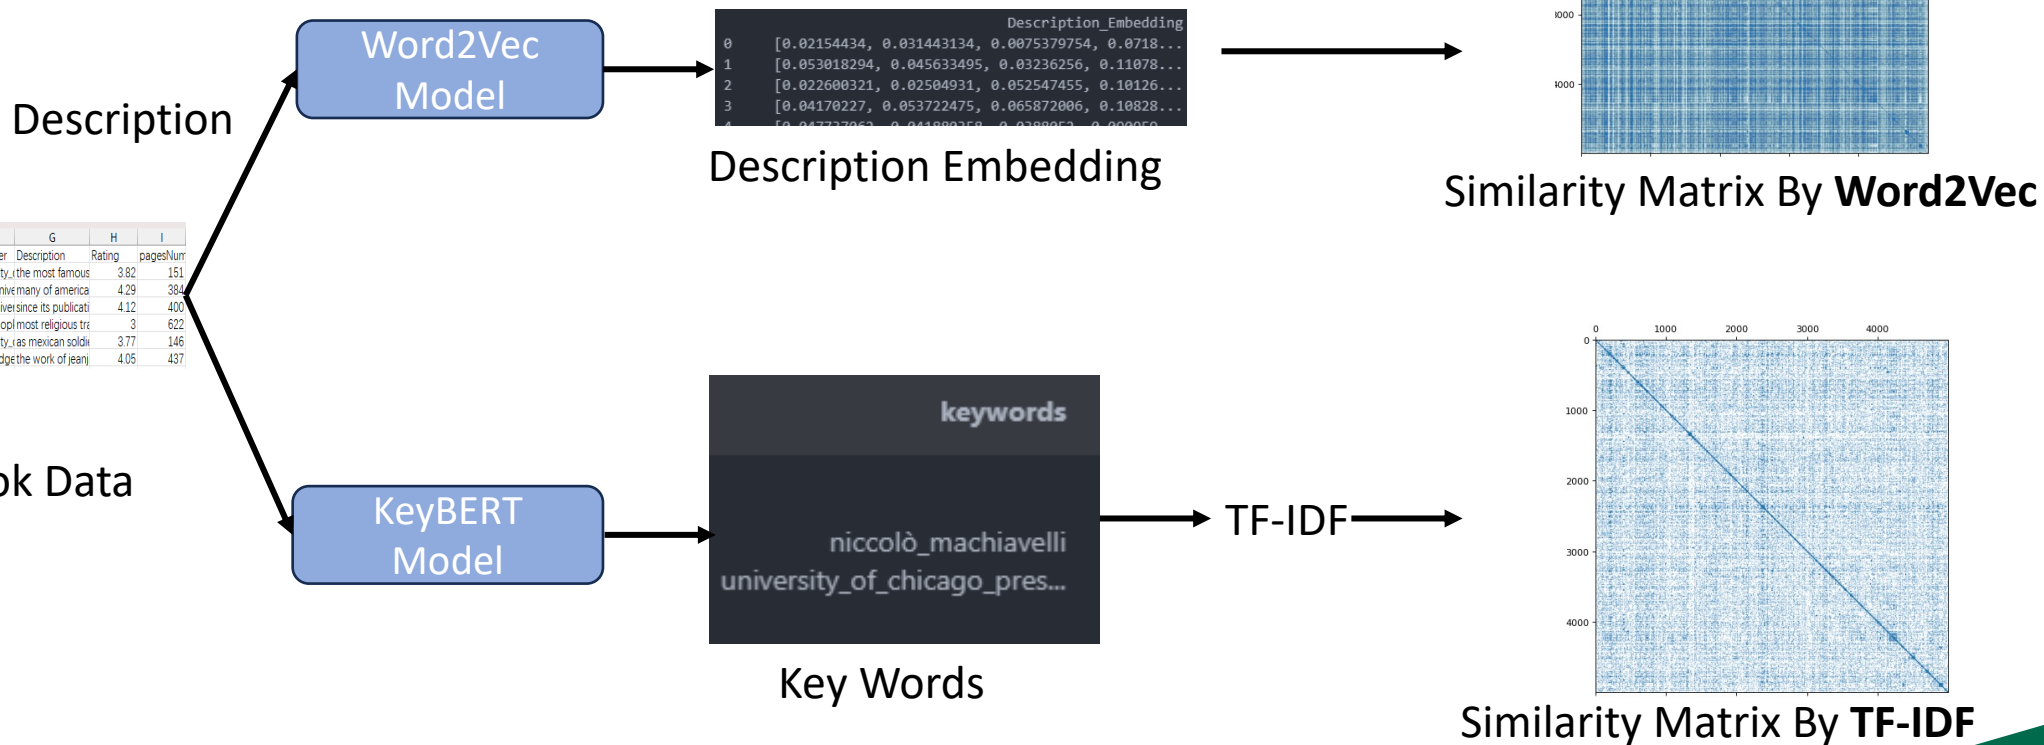 Word2Vec
Model
Description
Description_Embedding
0 [0.02154434, 0.031443134, 0.0075379754, 0.0718...
1 [0.053018294, 0.045633495, 0.03236256, 0.11078...
2 [0.022600321, 0.02504931, 0.052547455, 0.10126...
3 [0.04170227, 0.053722475, 0.065872006, 0.10828...
Description Embedding
4000
Similarity Matrix By Word2Vec
G H I
er Description Rating pagesNum
the most famous 3.82 151
many of america 4.29 384
since its publicati 4.12 400
most religious tra 3 622
as mexican soldie 3.77 146
the work of jeanj 4.05 437
ok Data
KeyBERT
Model
keywords
niccolò_machiavelli
university_of_chicago_pres...
Key Words
TF-IDF
0 1000 2000 3000 4000
0
1000
2000
3000
4000
Similarity Matrix By TF-IDF